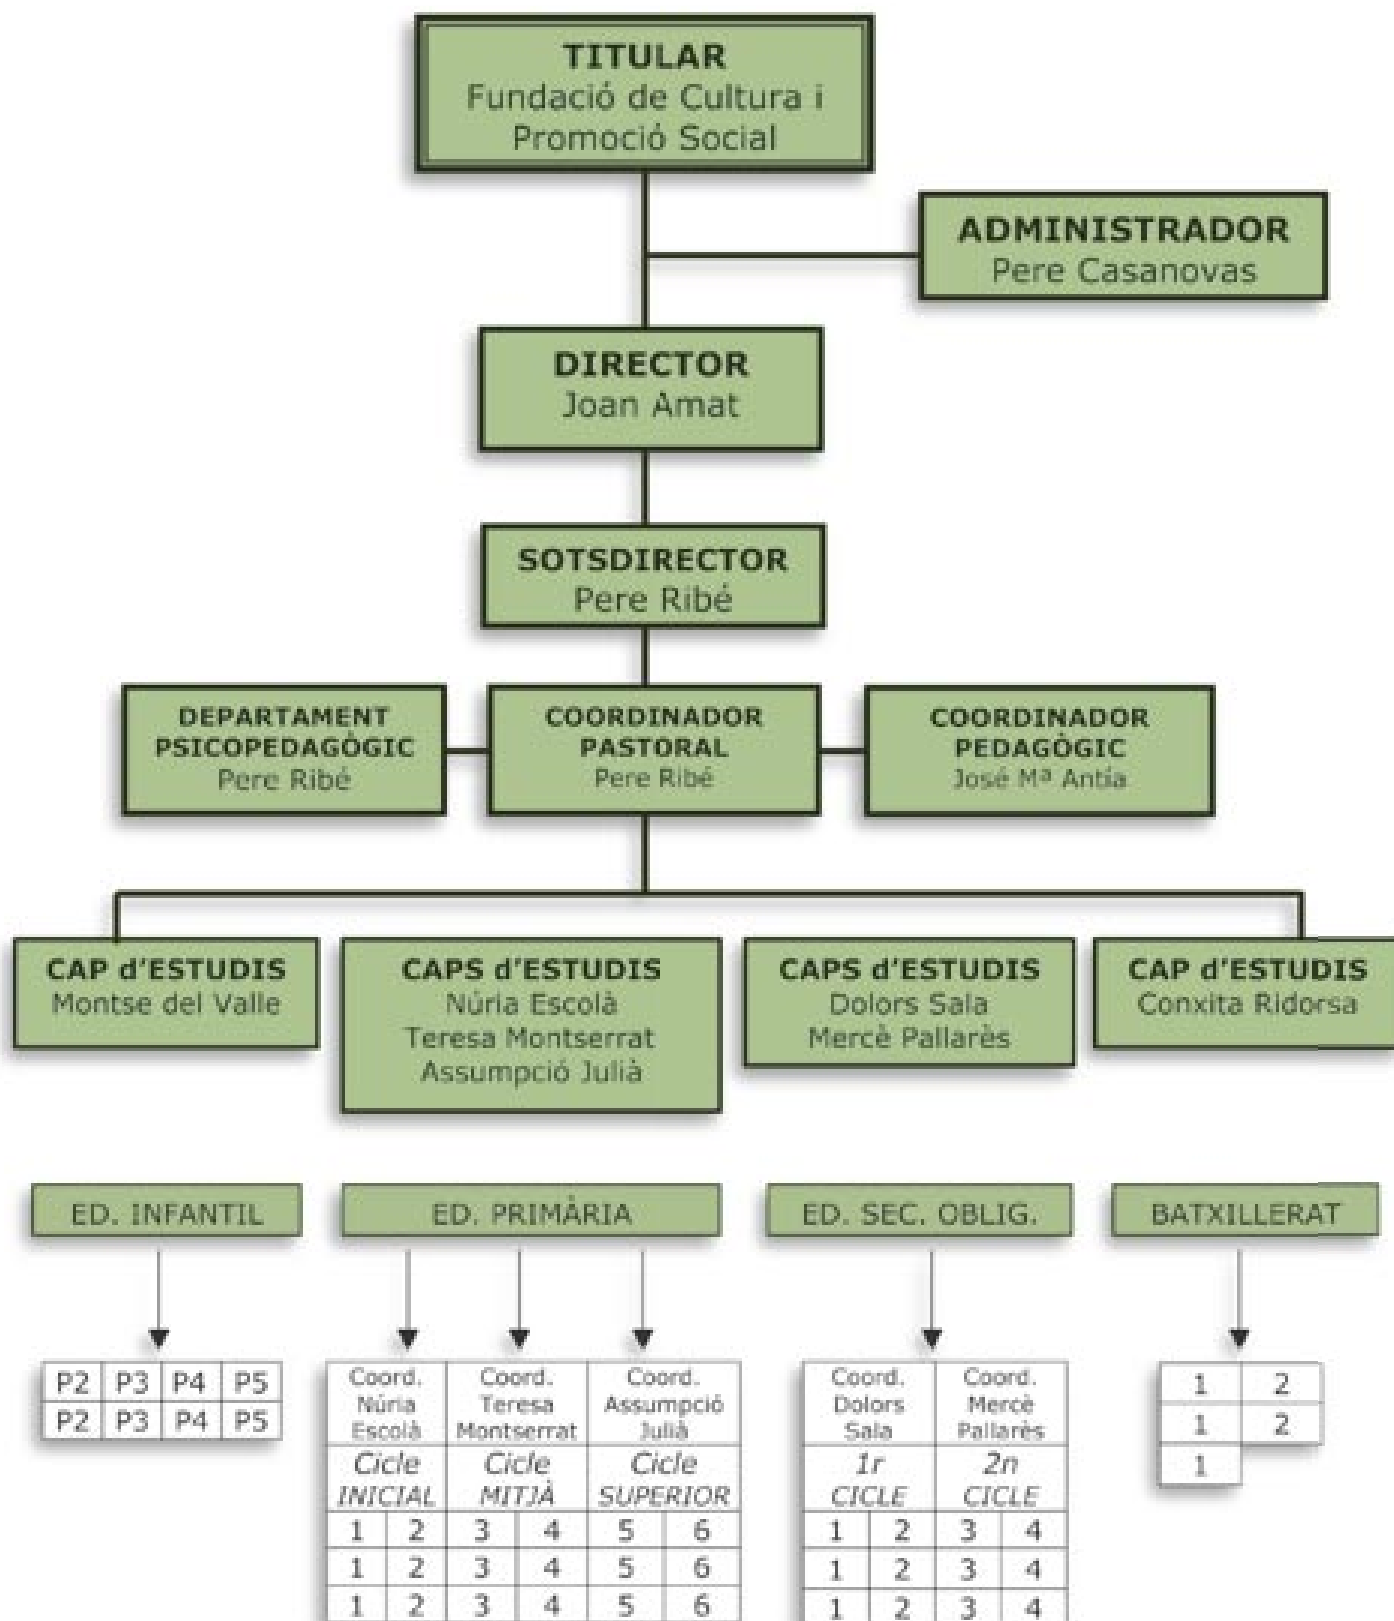 TITULAR
Fundació de Cultura i
Promoció Social
ADMINISTRADOR
Pere Casanovas
DIRECTOR
Joan Amat
SOTSDIRECTOR
Pere Ribé
DEPARTAMENT
PSICOPEDAGÒGIC
Pere Ribé
COORDINADOR
PASTORAL
Pere Ribé
COORDINADOR
PEDAGÒGIC
José Mª Antía
CAP d'ESTUDIS
Montse del Valle
CAPS d'ESTUDIS
Núria Escolà
Teresa Montserrat
Assumpció Julià
CAPS d'ESTUDIS
Dolors Sala
Mercè Pallarès
CAP d'ESTUDIS
Conxita Ridorsa
ED. INFANTIL
P2 P3 P4 P5
P2 P3 P4 P5
ED. PRIMÀRIA
Coord.
Núria
Escolà
Cicle
INICIAL
1 2
1 2
1 2
Coord.
Teresa
Montserrat
Cicle
MITJÀ
3 4
3 4
3 4
Coord.
Assumpció
Julià
Cicle
SUPERIOR
5 6
5 6
5 6
ED. SEC. OBLIG.
Coord.
Dolors
Sala
1r
CICLE
1 2
1 2
1 2
Coord.
Mercè
Pallarès
2n
CICLE
3 4
3 4
3 4
BATXILLERAT
1 2
1 2
1